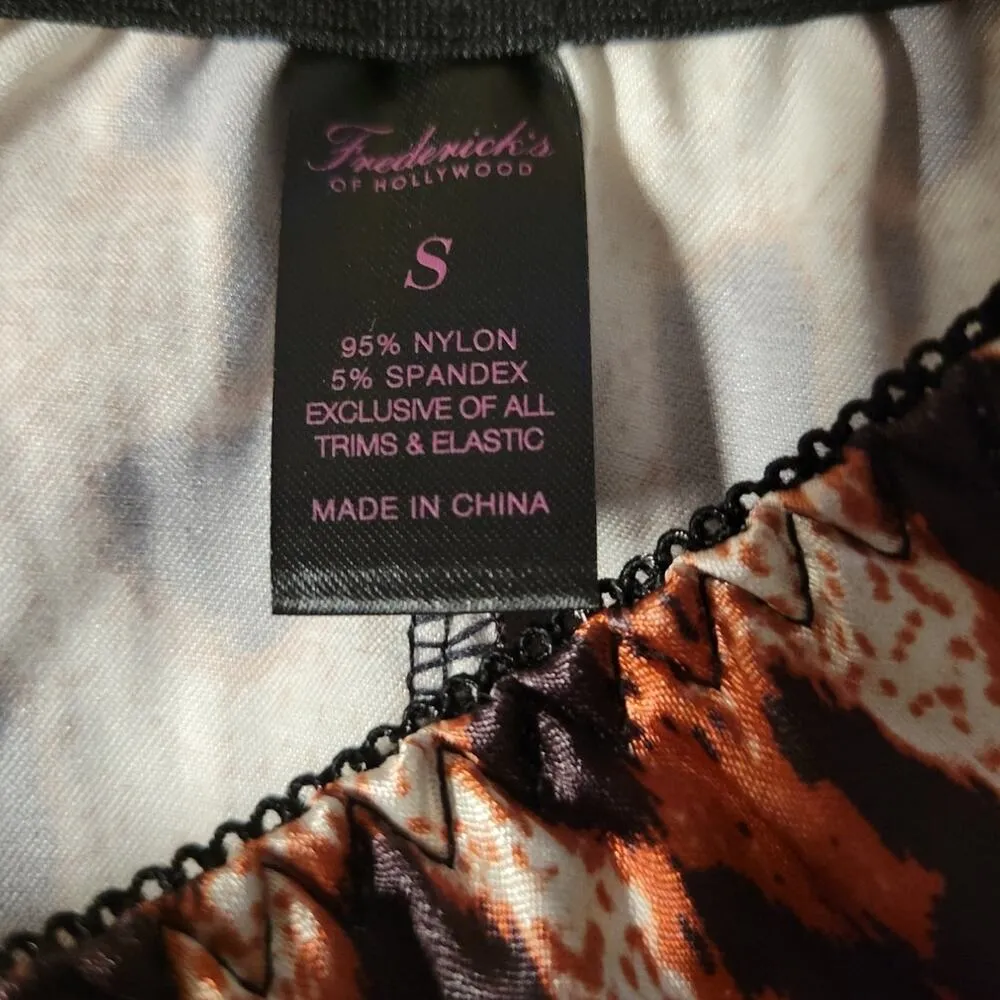 Frederick's
OF HOLLYWOOD
S
95% NYLON
5% SPANDEX
EXCLUSIVE OF ALL
TRIMS & ELASTIC
MADE IN CHINA